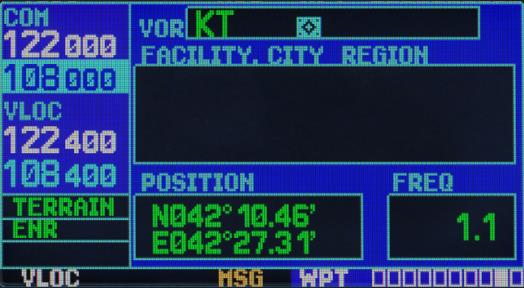 COM
122.000
108.000
VLOC
122.400
108.400
TERRAIN
ENR
VOR KT
FACILITY, CITY REGION
POSITION
N042° 10.46'
E042° 27.31'
FREQ
1.1
VLOC MSG WPT